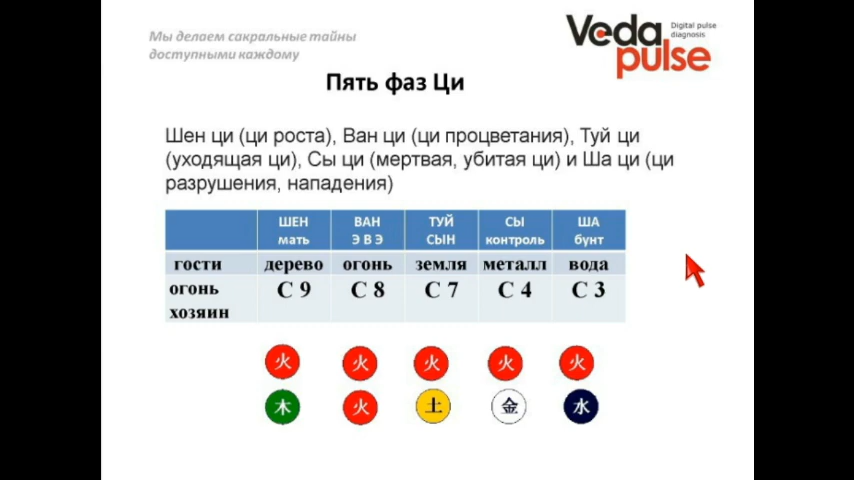 Мы делаем сакральные тайны
доступными каждому
Veda pulse
Digital pulse
diagnosis
Пять фаз Ци
Шен ци (ци роста), Ван ци (ци процветания), Туй ци
(уходящая ци), Сы ци (мертвая, убитая ци) и Ша ци (ци
разрушения, нападения)
ШЕН ВАН ТУЙ СЫ ША
мать Э В Э СЫН контроль бунт
гости дерево огонь земля металл вода
огонь С 9 С 8 С 7 С 4 С 3
хозяин
火 火 火 火 火
木 火 土 金 水